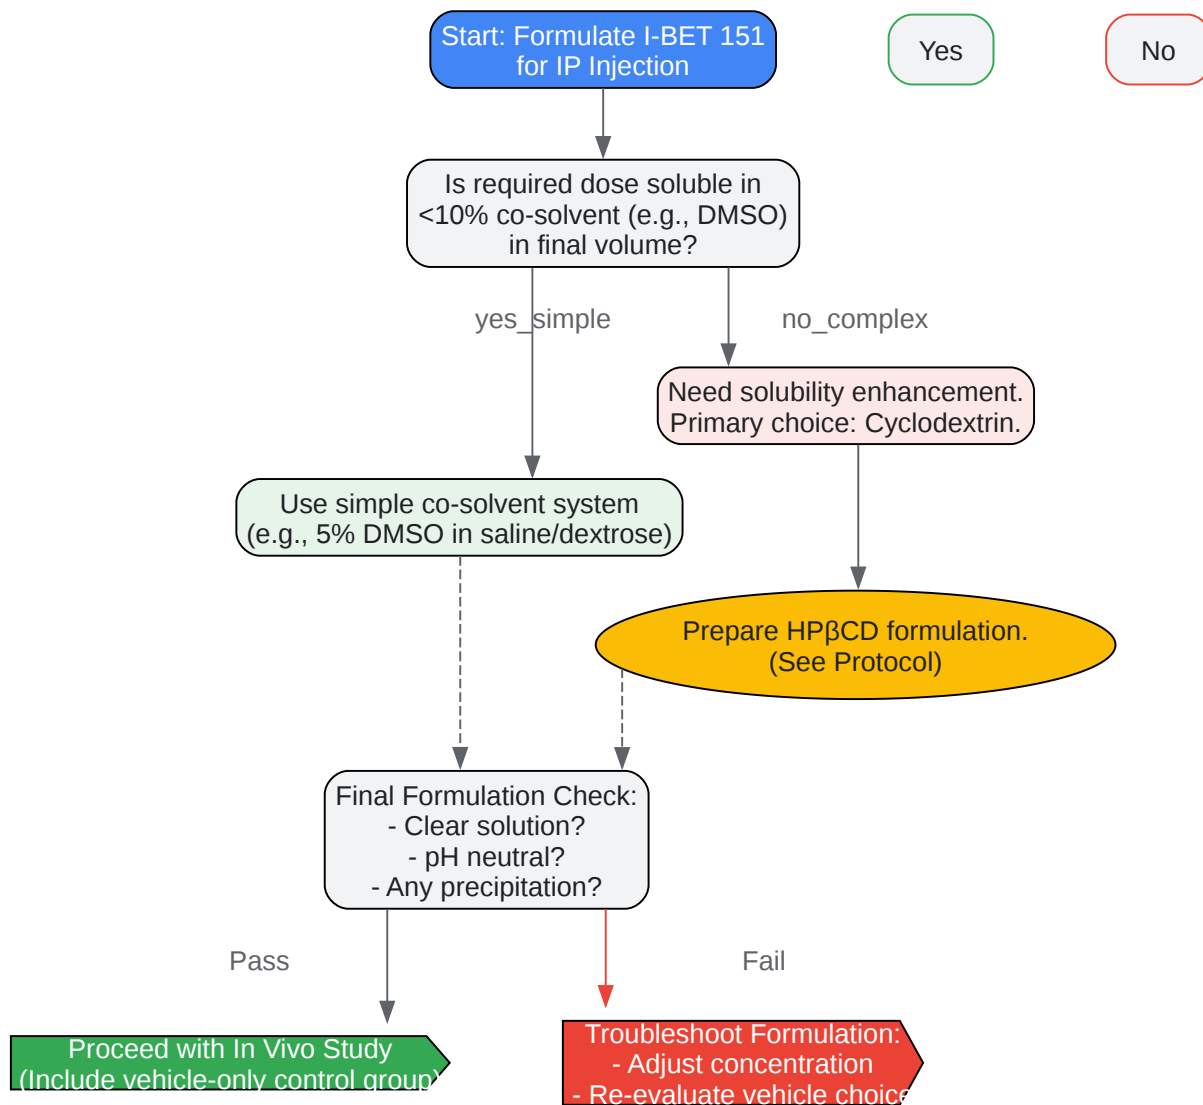 Start: Formulate I-BET 151
for IP Injection
Yes
No
Is required dose soluble in
<10% co-solvent (e.g., DMSO)
in final volume?
yes_simple
no_complex
Need solubility enhancement.
Primary choice: Cyclodextrin.
Use simple co-solvent system
(e.g., 5% DMSO in saline/dextrose)
Prepare HPβCD formulation.
(See Protocol)
Final Formulation Check:
- Clear solution?
- pH neutral?
- Any precipitation?
Pass
Fail
Proceed with In Vivo Study
(Include vehicle-only control group)
Troubleshoot Formulation:
- Adjust concentration
- Re-evaluate vehicle choice